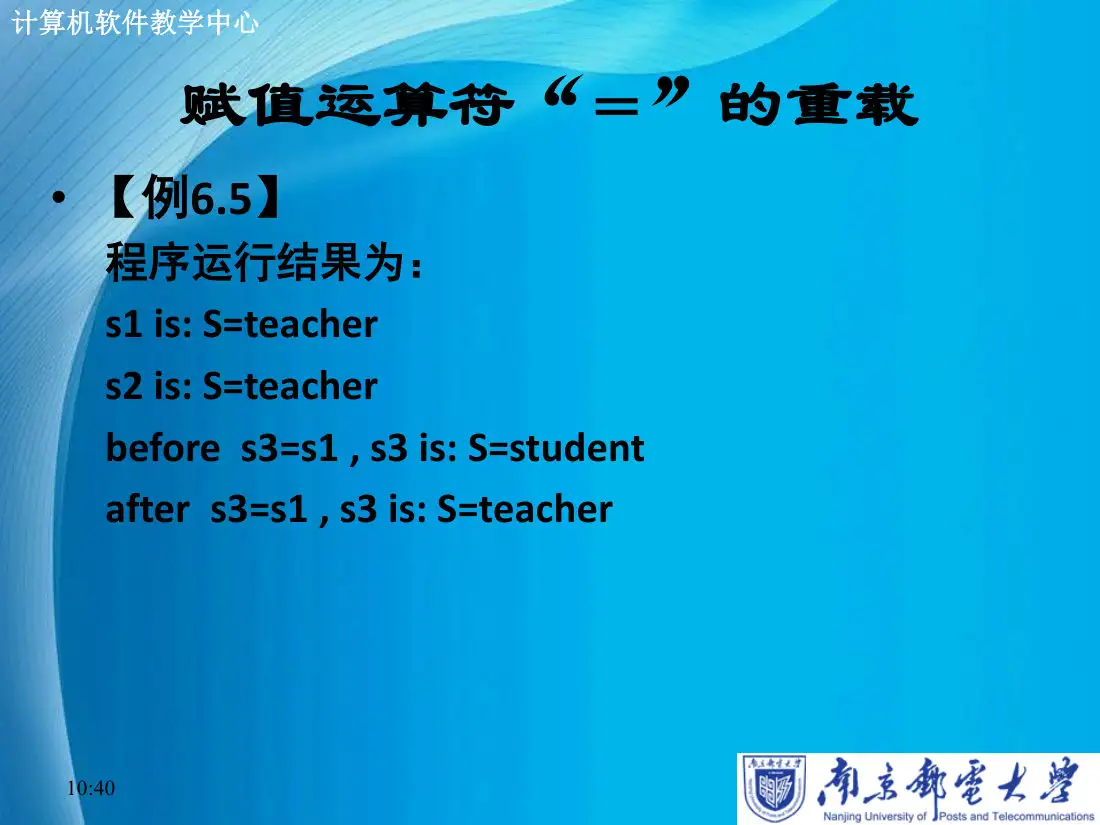 计算机软件教学中心
赋值运算符“=”的重载
• 【例6.5】
程序运行结果为：
s1 is: S=teacher
s2 is: S=teacher
before  s3=s1 , s3 is: S=student
after  s3=s1 , s3 is: S=teacher
10:40
南京邮电大学
Nanjing University of Posts and Telecommunications